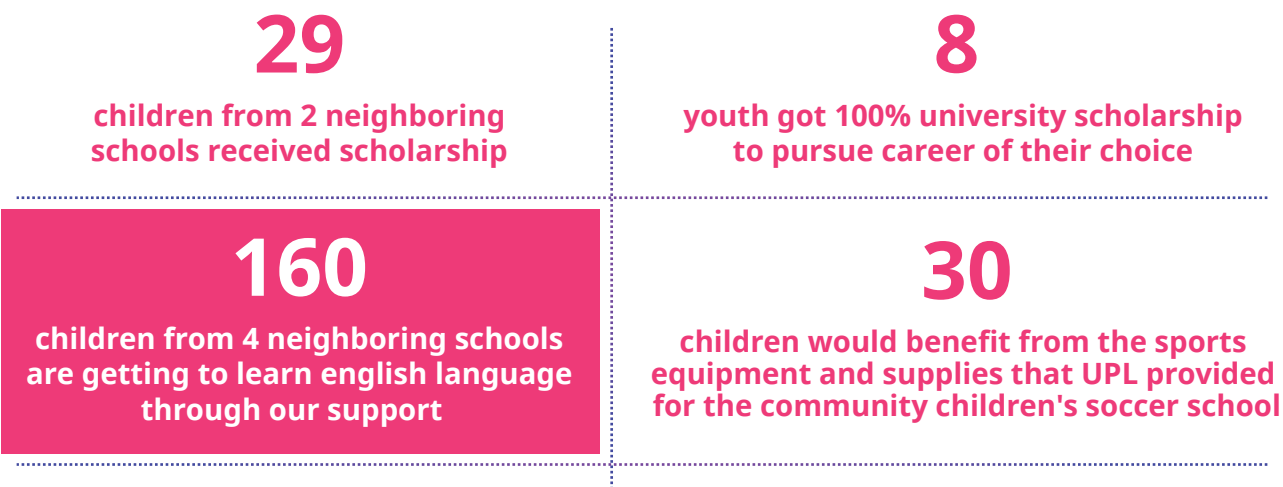 29
children from 2 neighboring
schools received scholarship
8
youth got 100% university scholarship
to pursue career of their choice
160
children from 4 neighboring schools
are getting to learn english language
through our support
30
children would benefit from the sports
equipment and supplies that UPL provided
for the community children's soccer school